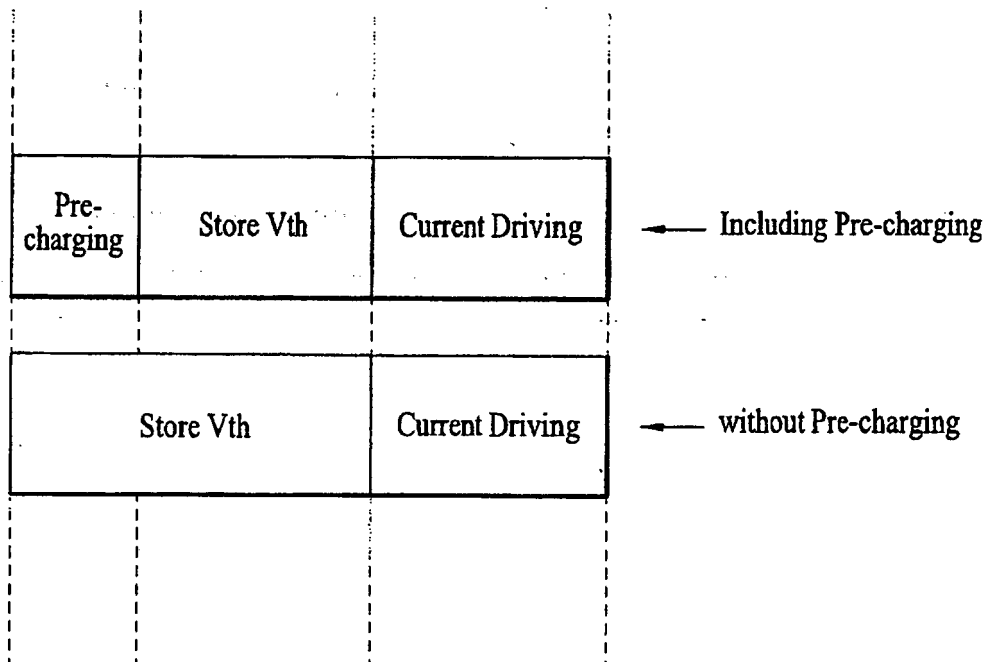 Pre-
charging
Store Vth
Current Driving
Including Pre-charging
Store Vth
Current Driving
without Pre-charging